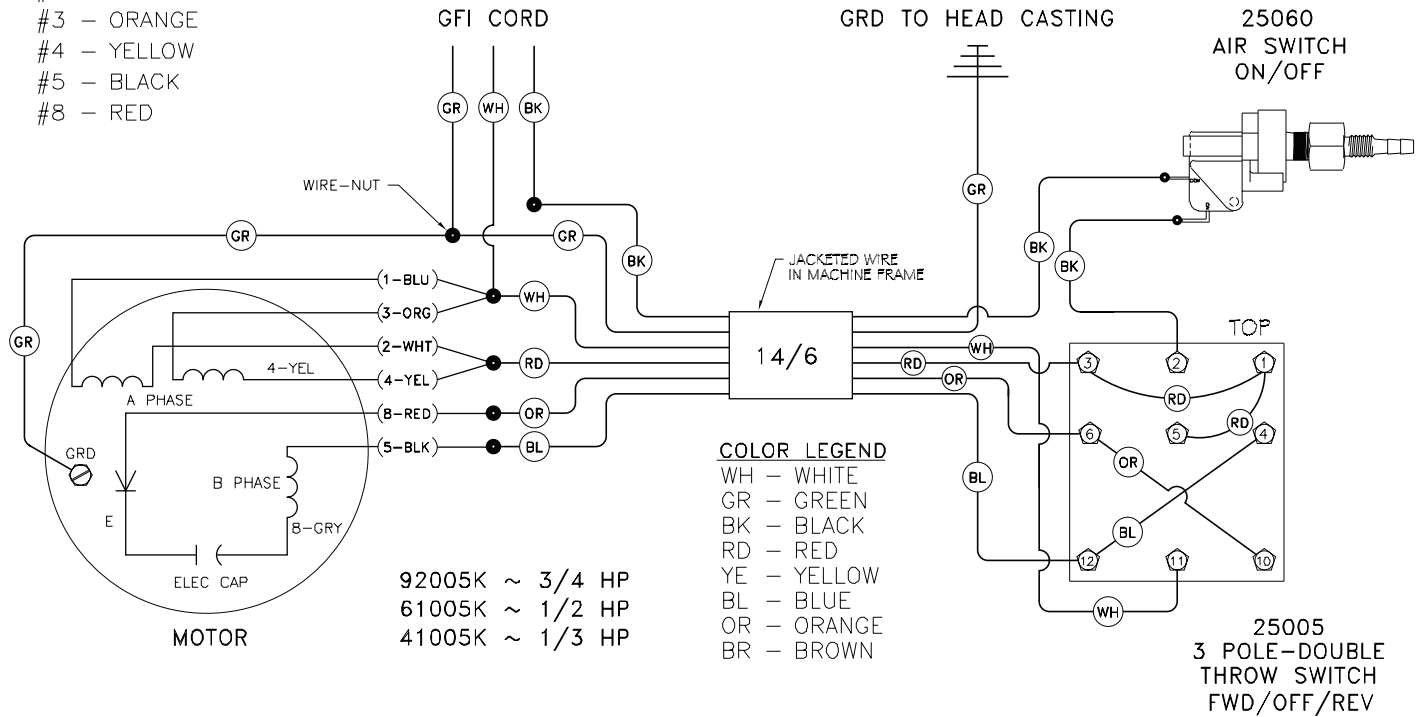 #3 - ORANGE
#4 - YELLOW
#5 - BLACK
#8 - RED
GFI CORD
GRD TO HEAD CASTING
25060
AIR SWITCH
ON/OFF
GR
WH
BK
GR
WIRE-NUT
GR
GR
BK
BK
BK
JACKETED WIRE
IN MACHINE FRAME
(1-BLU)
WH
(3-ORG)
GR
(2-WHT)
4-YEL
(4-YEL)
RD
A PHASE
(8-RED)
OR
(5-BLK)
BL
14/6
WH
RD
OR
TOP
3
2
1
RD
RD
6
5
4
OR
BL
BL
12
11
10
WH
GRD
B PHASE
E
8-GRY
ELEC CAP
MOTOR
92005K ~ 3/4 HP
61005K ~ 1/2 HP
41005K ~ 1/3 HP
COLOR LEGEND
WH - WHITE
GR - GREEN
BK - BLACK
RD - RED
YE - YELLOW
BL - BLUE
OR - ORANGE
BR - BROWN
25005
3 POLE-DOUBLE
THROW SWITCH
FWD/OFF/REV